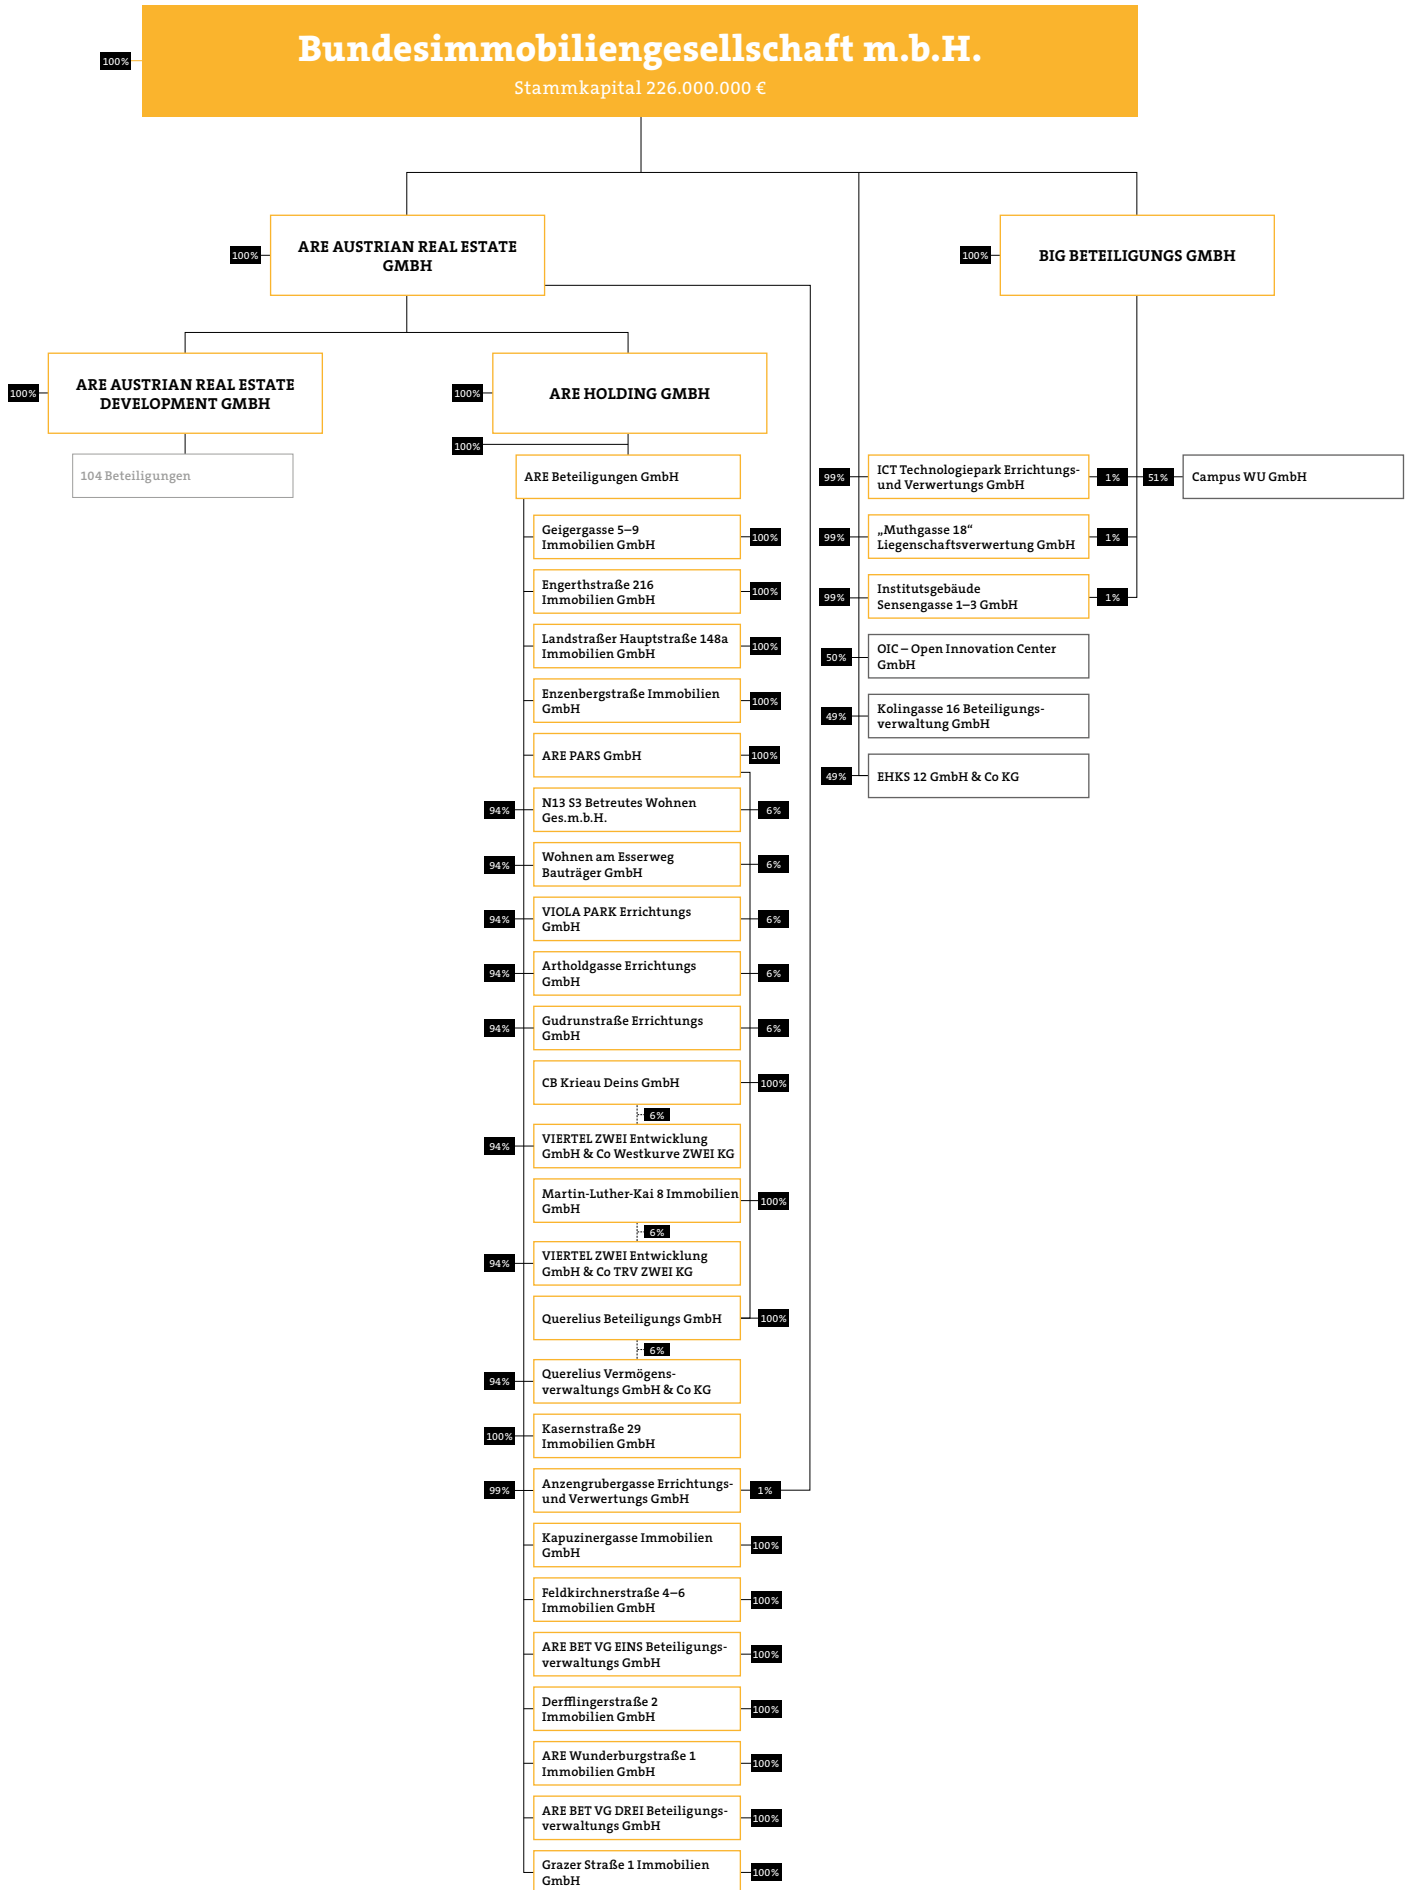 Bundesimmobiliengesellschaft m.b.H.
100%
Stammkapital 226.000.000 €
ARE AUSTRIAN REAL ESTATE
GMBH
100%
BIG BETEILIGUNGS GMBH
100%
ARE AUSTRIAN REAL ESTATE
DEVELOPMENT GMBH
100%
ARE HOLDING GMBH
100%
100%
104 Beteiligungen
ARE Beteiligungen GmbH
Geigergasse 5–9
Immobilien GmbH
100%
Engerthstraße 216
Immobilien GmbH
100%
Landstraßer Hauptstraße 148a
Immobilien GmbH
100%
Enzenbergstraße Immobilien
GmbH
100%
ARE PARS GmbH
100%
94%
N13 S3 Betreutes Wohnen
Ges.m.b.H.
6%
94%
Wohnen am Esserweg
Bauträger GmbH
6%
94%
VIOLA PARK Errichtungs
GmbH
6%
94%
Artholdgasse Errichtungs
GmbH
6%
94%
Gudrunstraße Errichtungs
GmbH
6%
CB Krieau Deins GmbH
100%
6%
94%
VIERTEL ZWEI Entwicklung
GmbH & Co Westkurve ZWEI KG
Martin-Luther-Kai 8 Immobilien
GmbH
100%
6%
94%
VIERTEL ZWEI Entwicklung
GmbH & Co TRV ZWEI KG
Querelius Beteiligungs GmbH
100%
6%
94%
Querelius Vermögens-
verwaltungs GmbH & Co KG
100%
Kasernstraße 29
Immobilien GmbH
99%
Anzengrubergasse Errichtungs-
und Verwertungs GmbH
1%
Kapuzinergasse Immobilien
GmbH
100%
Feldkirchnerstraße 4–6
Immobilien GmbH
100%
ARE BET VG EINS Beteiligungs-
verwaltungs GmbH
100%
Derfflingerstraße 2
Immobilien GmbH
100%
ARE Wunderburgstraße 1
Immobilien GmbH
100%
ARE BET VG DREI Beteiligungs-
verwaltungs GmbH
100%
Grazer Straße 1 Immobilien
GmbH
100%
99%
ICT Technologiepark Errichtungs-
und Verwertungs GmbH
1%
51%
Campus WU GmbH
99%
„Muthgasse 18“
Liegenschaftsverwertung GmbH
1%
99%
Institutsgebäude
Sensengasse 1–3 GmbH
1%
50%
OIC – Open Innovation Center
GmbH
49%
Kolingasse 16 Beteiligungs-
verwaltung GmbH
49%
EHKS 12 GmbH & Co KG